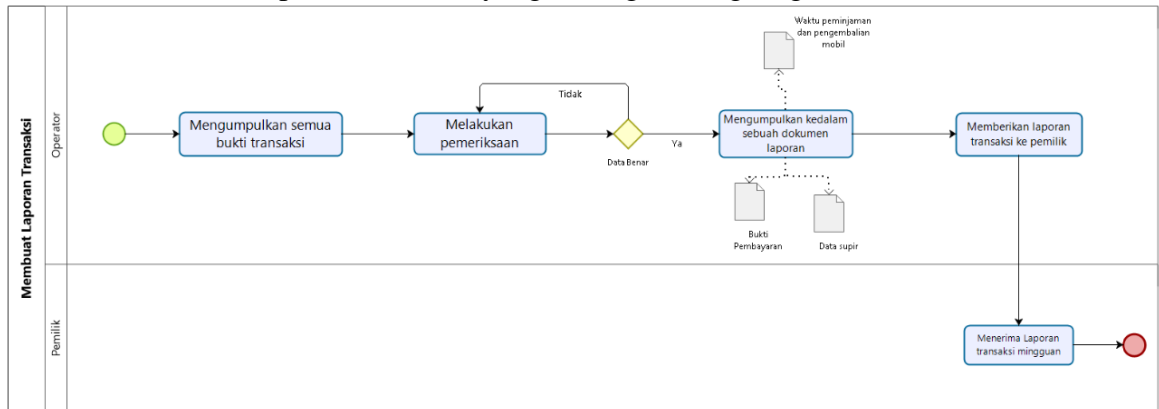 Membuat Laporan Transaksi
Operator
Mengumpulkan semua
bukti transaksi
Melakukan
pemeriksaan
Tidak
Data Benar
Ya
Waktu peminjaman
dan pengembalian
mobil
Mengumpulkan kedalam
sebuah dokumen
laporan
Bukti
Pembayaran
Data supir
Memberikan laporan
transaksi ke pemilik
Pemilik
Menerima Laporan
transaksi mingguan